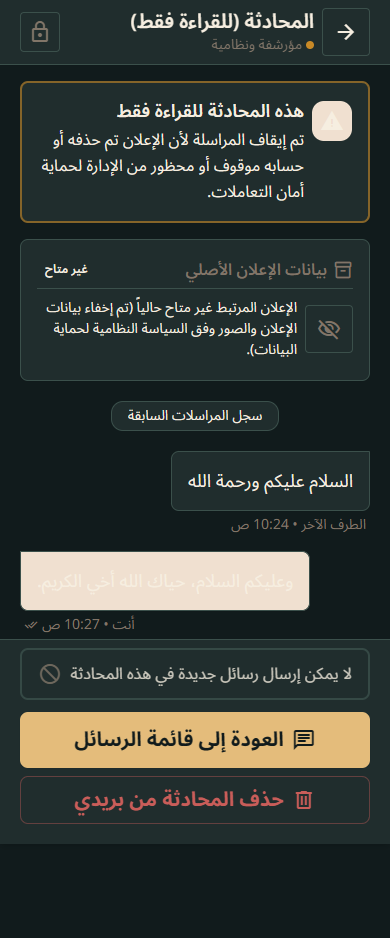 المحادثة (للقراءة فقط)
مؤرشفة ونظامية
هذه المحادثة للقراءة فقط
تم إيقاف المراسلة لأن الإعلان تم حذفه أو
حسابه موقوف أو محظور من الإدارة لحماية
أمان التعاملات.
بيانات الإعلان الأصلي
غير متاح
الإعلان المرتبط غير متاح حالياً (تم إخفاء بيانات
الإعلان والصور وفق السياسة النظامية لحماية
البيانات).
سجل المراسلات السابقة
السلام عليكم ورحمة الله
الطرف الآخر • 10:24 ص
وعليكم السلام، حياك الله أخي الكريم.
أنت • 10:27 ص
لا يمكن إرسال رسائل جديدة في هذه المحادثة
العودة إلى قائمة الرسائل
حذف المحادثة من بريدي